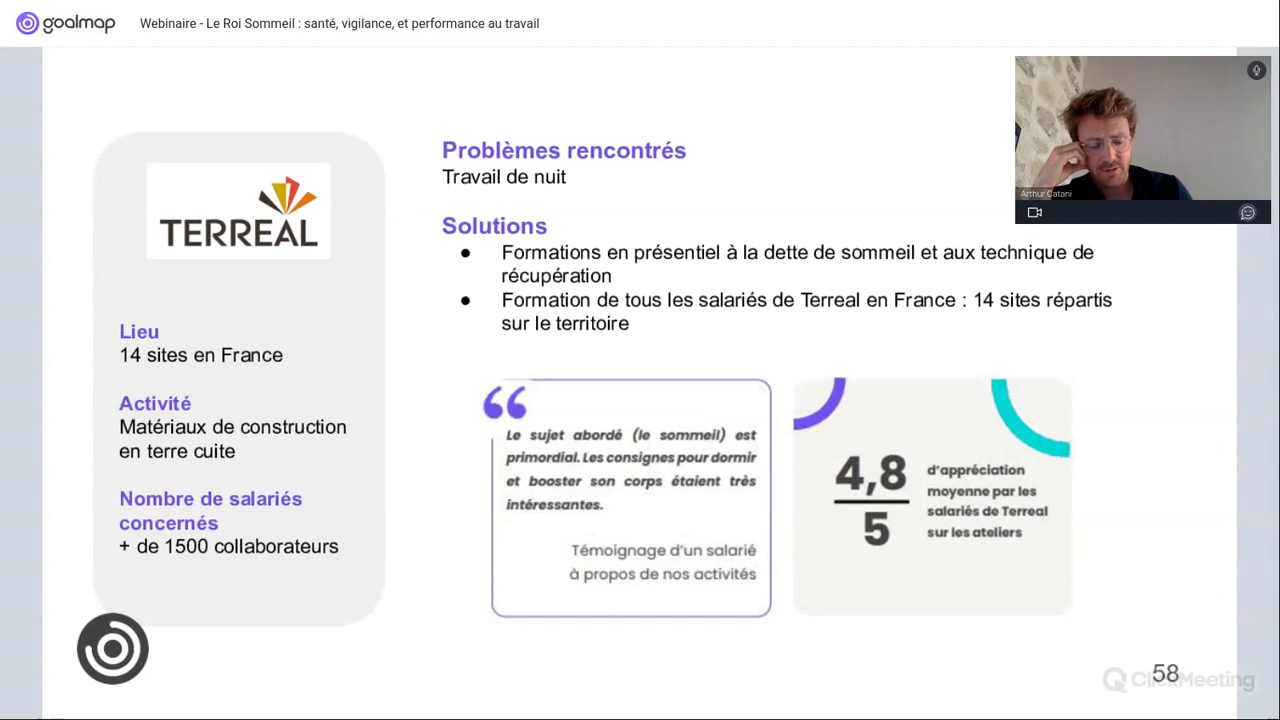 goalmap
Webinaire - Le Roi Sommeil : santé, vigilance, et performance au travail
Arthur Catani
TERREAL
Lieu
14 sites en France
Activité
Matériaux de construction
en terre cuite
Nombre de salariés
concernés
+ de 1500 collaborateurs
Problèmes rencontrés
Travail de nuit
Solutions
● Formations en présentiel à la dette de sommeil et aux technique de
récupération
● Formation de tous les salariés de Terreal en France : 14 sites répartis
sur le territoire
“
Le sujet abordé (le sommeil) est
primordial. Les consignes pour dormir
et booster son corps étaient très
intéressantes.
Témoignage d’un salarié
à propos de nos activités
4,8
5
d’appréciation
moyenne par les
salariés de Terreal
sur les ateliers
58
ClickMeeting